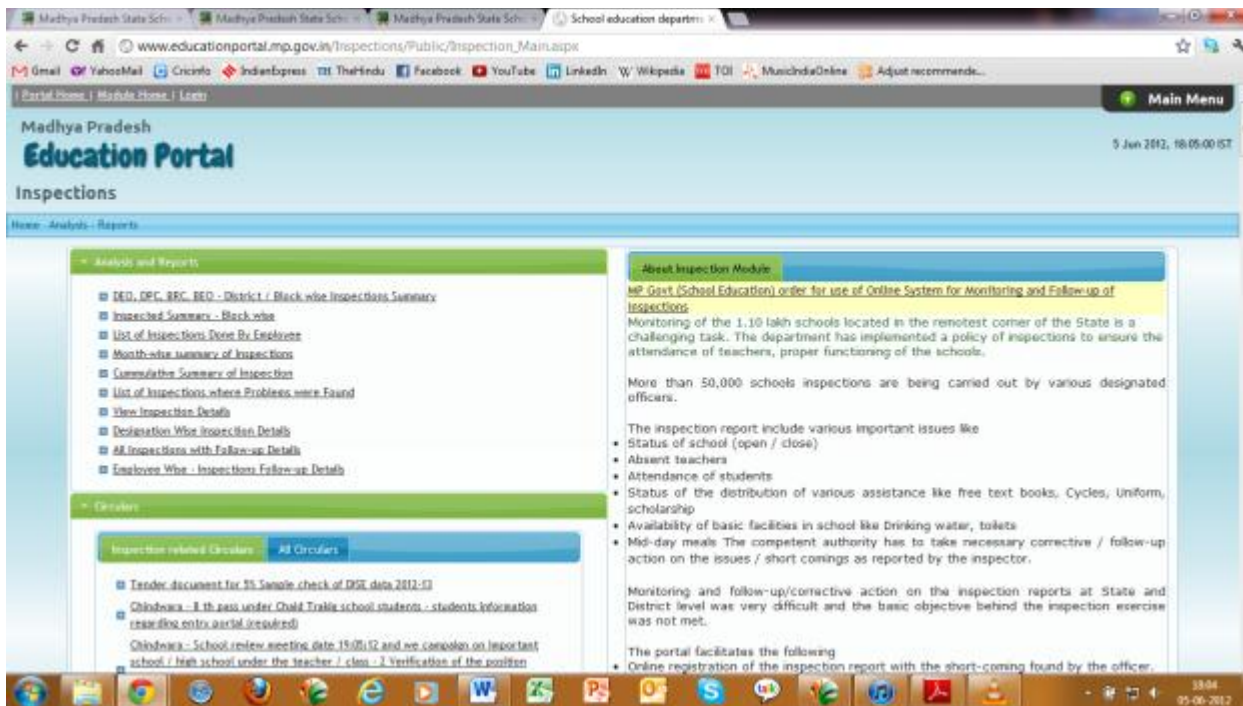 Madhya Pradesh State Scho
Madhya Pradesh State Scho
Madhya Pradesh State Scho
School education departme
www.educationportal.mp.gov.in/Inspections/Public/Inspection_Main.aspx
Gmail YahooMail Cricinfo IndianExpress TheHindu Facebook YouTube LinkedIn Wikipedia TOI MusicIndiaOnline Adjust recommende...
| Portal Home | Module Home | Login
Main Menu
Madhya Pradesh
Education Portal
5 Jun 2012, 18:05:00 IST
Inspections
Home Analysis - Reports
Analysis and Reports
DEO, DPC, BRC, BEO - District / Block wise Inspections Summary
Inspected Summary - Block wise
List of Inspections Done By Employee
Month-wise summary of Inspections
Cummulative Summary of Inspection
List of Inspections where Problems were Found
View Inspection Details
Designation Wise Inspection Details
All Inspections with Follow-up Details
Employee Wise - Inspections Follow-up Details
Circulars
Inspection related Circulars All Circulars
Tender document for 5% Sample check of DISE data 2012-13
Chindwara - 8 th pass under Chald Trakle school students - students information
regarding entry portal (required)
Chindwara - School review meeting date 19:05:12 and we campaign on important
school / high school under the teacher / class - 2 Verification of the position
About Inspection Module
MP Govt (School Education) order for use of Online System for Monitoring and Follow-up of
Inspections
Monitoring of the 1.10 lakh schools located in the remotest corner of the State is a
challenging task. The department has implemented a policy of inspections to ensure the
attendance of teachers, proper functioning of the schools.
More than 50,000 schools inspections are being carried out by various designated
officers.
The inspection report include various important issues like
• Status of school (open / close)
• Absent teachers
• Attendance of students
• Status of the distribution of various assistance like free text books, Cycles, Uniform,
scholarship
• Availability of basic facilities in school like Drinking water, toilets
• Mid-day meals The competent authority has to take necessary corrective / follow-up
action on the issues / short comings as reported by the inspector.
Monitoring and follow-up/corrective action on the inspection reports at State and
District level was very difficult and the basic objective behind the inspection exercise
was not met.
The portal facilitates the following
• Online registration of the inspection report with the short-coming found by the officer.
18:04
05-06-2012